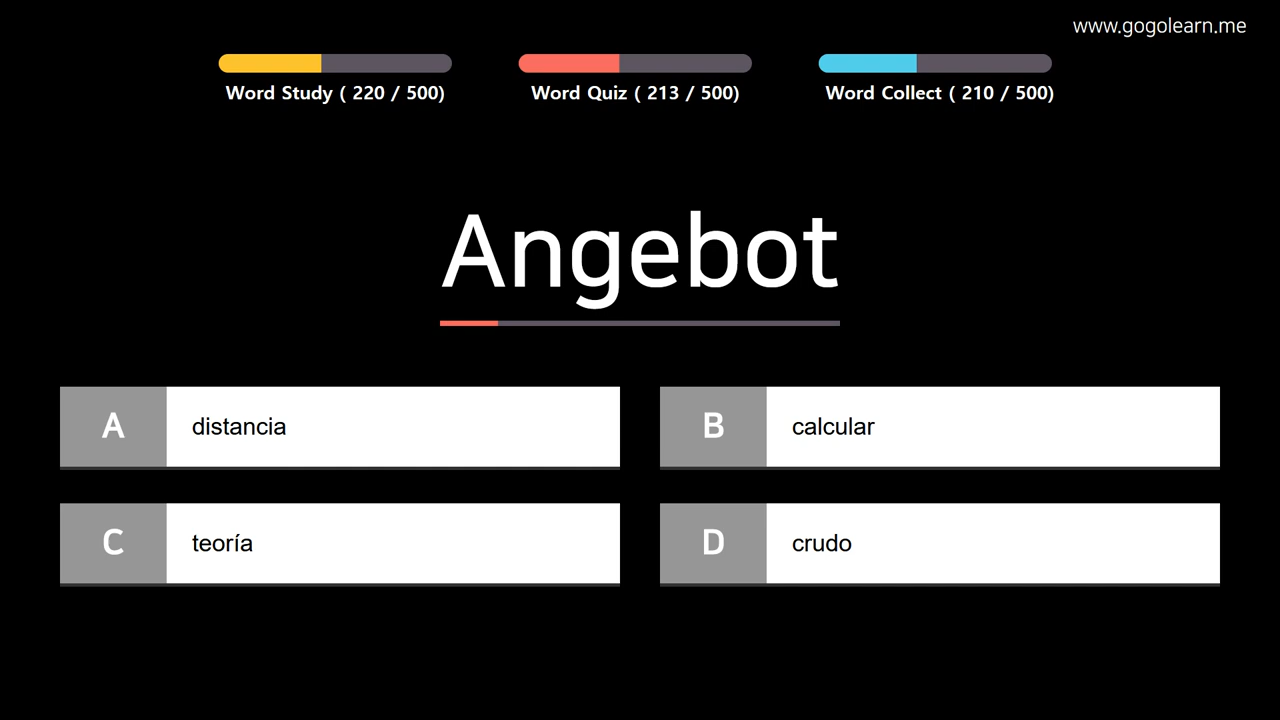 www.gogolearn.me
Word Study ( 220 / 500)
Word Quiz ( 213 / 500)
Word Collect ( 210 / 500)
Angebot
A distancia
B calcular
C teoría
D crudo